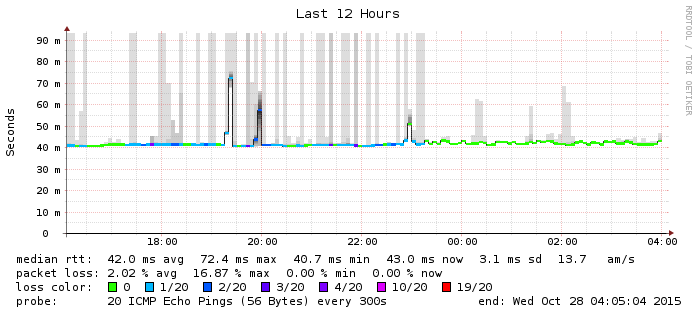 Last 12 Hours
RRDTOOL / TOBI OETIKER
Seconds
90 m
80 m
70 m
60 m
50 m
40 m
30 m
20 m
10 m
0
18:00 20:00 22:00 00:00 02:00 04:00
median rtt: 42.0 ms avg 72.4 ms max 40.7 ms min 43.0 ms now 3.1 ms sd 13.7 am/s
packet loss: 2.02 % avg 16.87 % max 0.00 % min 0.00 % now
loss color: 0 1/20 2/20 3/20 4/20 10/20 19/20
probe: 20 ICMP Echo Pings (56 Bytes) every 300s end: Wed Oct 28 04:05:04 2015